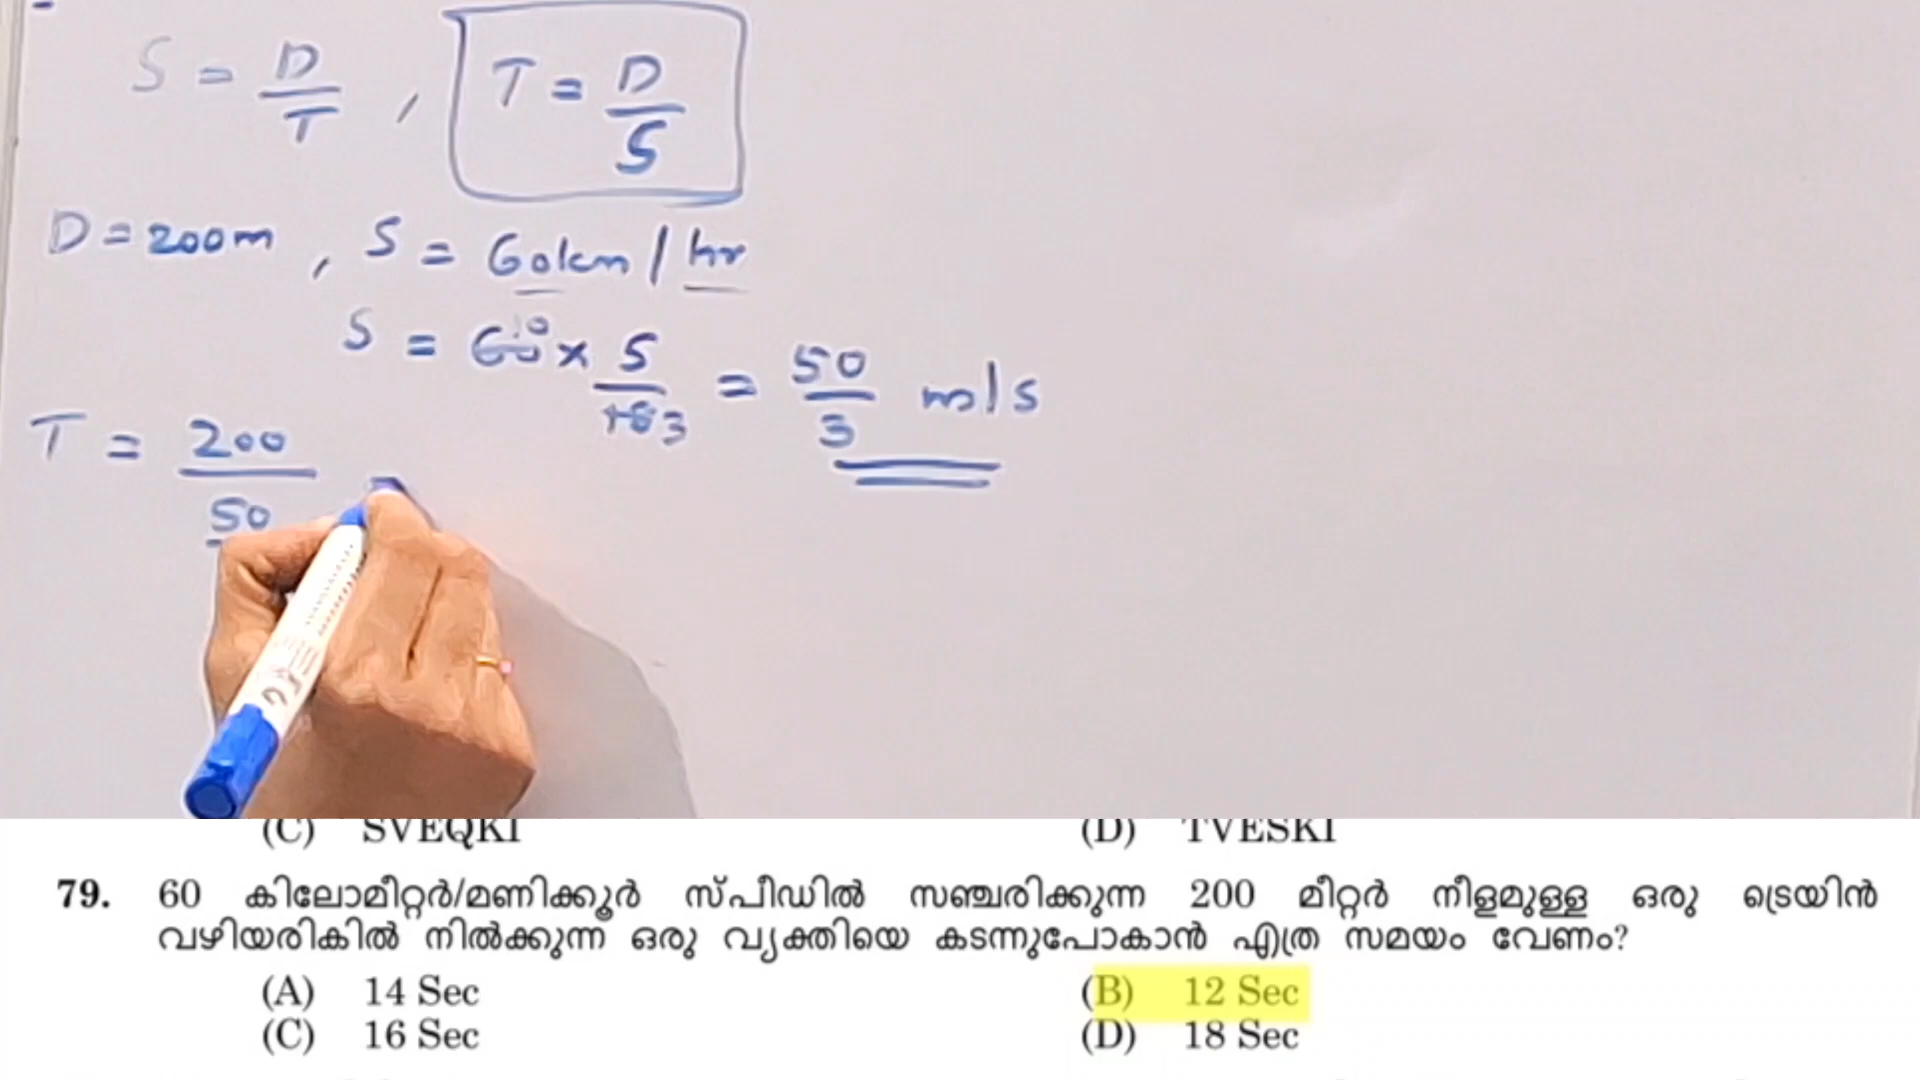 S = D/T , T = D/S
D = 200m , S = 60km/hr
S = 60 10 × 5/18 3 = 50/3 m/s
T = 200/50
(C) SVEQKI (D) TVESKI
79. 60 കിലോമീറ്റർ/മണിക്കൂർ സ്പീഡിൽ സഞ്ചരിക്കുന്ന 200 മീറ്റർ നീളമുള്ള ഒരു ട്രെയിൻ
വഴിയരികിൽ നിൽക്കുന്ന ഒരു വ്യക്തിയെ കടന്നുപോകാൻ എത്ര സമയം വേണം?
(A) 14 Sec (B) 12 Sec
(C) 16 Sec (D) 18 Sec